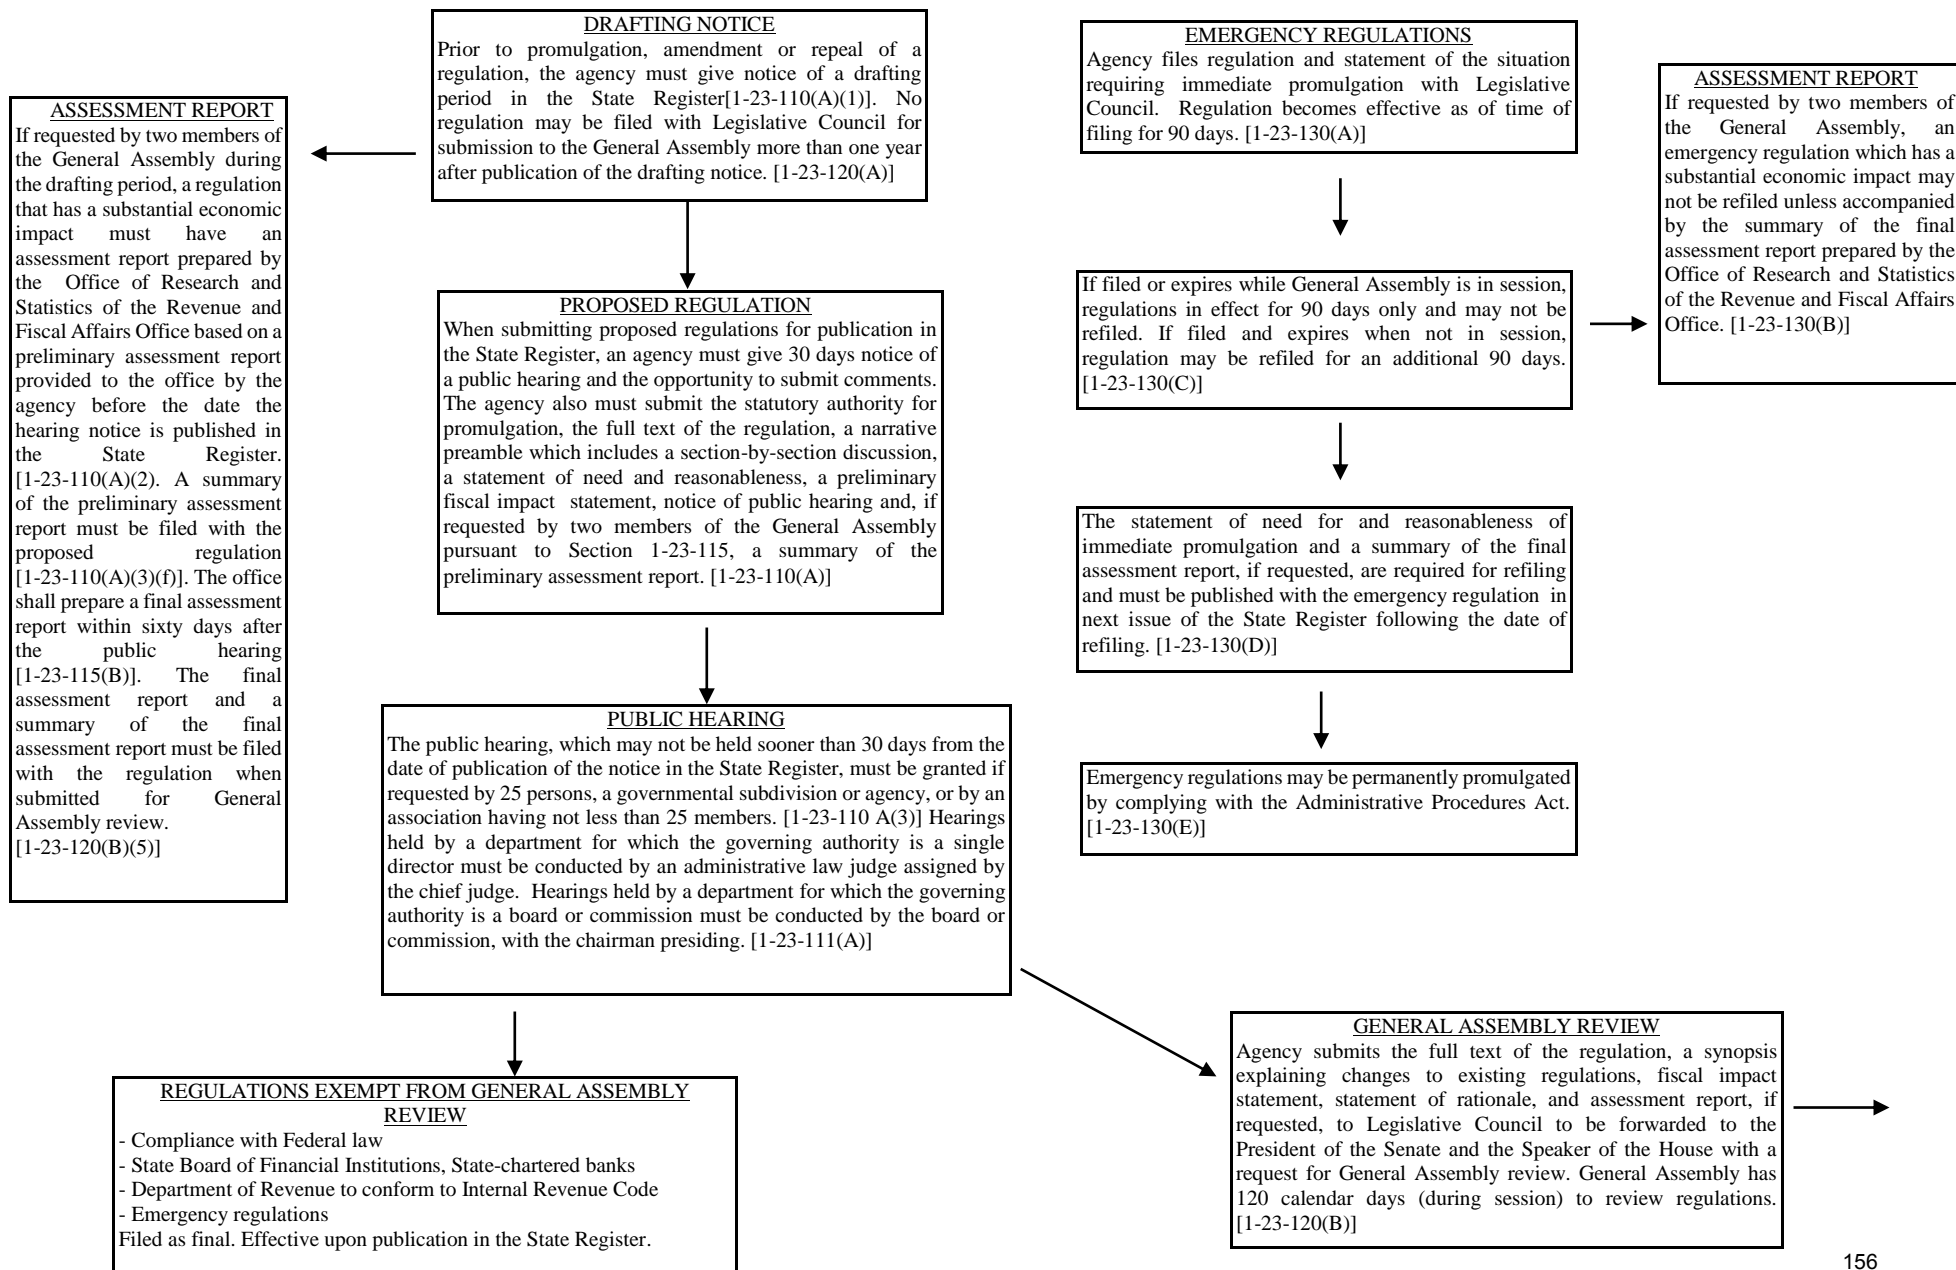 DRAFTING NOTICE
Prior to promulgation, amendment or repeal of a
regulation, the agency must give notice of a drafting
period in the State Register[1-23-110(A)(1)]. No
regulation may be filed with Legislative Council for
submission to the General Assembly more than one year
after publication of the drafting notice. [1-23-120(A)]
ASSESSMENT REPORT
If requested by two members of
the General Assembly during
the drafting period, a regulation
that has a substantial economic
impact must have an
assessment report prepared by
the Office of Research and
Statistics of the Revenue and
Fiscal Affairs Office based on a
preliminary assessment report
provided to the office by the
agency before the date the
hearing notice is published in
the State Register.
[1-23-110(A)(2). A summary
of the preliminary assessment
report must be filed with the
proposed regulation
[1-23-110(A)(3)(f)]. The office
shall prepare a final assessment
report within sixty days after
the public hearing
[1-23-115(B)]. The final
assessment report and a
summary of the final
assessment report must be filed
with the regulation when
submitted for General
Assembly review.
[1-23-120(B)(5)]
PROPOSED REGULATION
When submitting proposed regulations for publication in
the State Register, an agency must give 30 days notice of
a public hearing and the opportunity to submit comments.
The agency also must submit the statutory authority for
promulgation, the full text of the regulation, a narrative
preamble which includes a section-by-section discussion,
a statement of need and reasonableness, a preliminary
fiscal impact statement, notice of public hearing and, if
requested by two members of the General Assembly
pursuant to Section 1-23-115, a summary of the
preliminary assessment report. [1-23-110(A)]
PUBLIC HEARING
The public hearing, which may not be held sooner than 30 days from the
date of publication of the notice in the State Register, must be granted if
requested by 25 persons, a governmental subdivision or agency, or by an
association having not less than 25 members. [1-23-110 A(3)] Hearings
held by a department for which the governing authority is a single
director must be conducted by an administrative law judge assigned by
the chief judge. Hearings held by a department for which the governing
authority is a board or commission must be conducted by the board or
commission, with the chairman presiding. [1-23-111(A)]
REGULATIONS EXEMPT FROM GENERAL ASSEMBLY
REVIEW
- Compliance with Federal law
- State Board of Financial Institutions, State-chartered banks
- Department of Revenue to conform to Internal Revenue Code
- Emergency regulations
Filed as final. Effective upon publication in the State Register.
EMERGENCY REGULATIONS
Agency files regulation and statement of the situation
requiring immediate promulgation with Legislative
Council. Regulation becomes effective as of time of
filing for 90 days. [1-23-130(A)]
If filed or expires while General Assembly is in session,
regulations in effect for 90 days only and may not be
refiled. If filed and expires when not in session,
regulation may be refiled for an additional 90 days.
[1-23-130(C)]
ASSESSMENT REPORT
If requested by two members of
the General Assembly, an
emergency regulation which has a
substantial economic impact may
not be refiled unless accompanied
by the summary of the final
assessment report prepared by the
Office of Research and Statistics
of the Revenue and Fiscal Affairs
Office. [1-23-130(B)]
The statement of need for and reasonableness of
immediate promulgation and a summary of the final
assessment report, if requested, are required for refiling
and must be published with the emergency regulation in
next issue of the State Register following the date of
refiling. [1-23-130(D)]
Emergency regulations may be permanently promulgated
by complying with the Administrative Procedures Act.
[1-23-130(E)]
GENERAL ASSEMBLY REVIEW
Agency submits the full text of the regulation, a synopsis
explaining changes to existing regulations, fiscal impact
statement, statement of rationale, and assessment report, if
requested, to Legislative Council to be forwarded to the
President of the Senate and the Speaker of the House with a
request for General Assembly review. General Assembly has
120 calendar days (during session) to review regulations.
[1-23-120(B)]
156